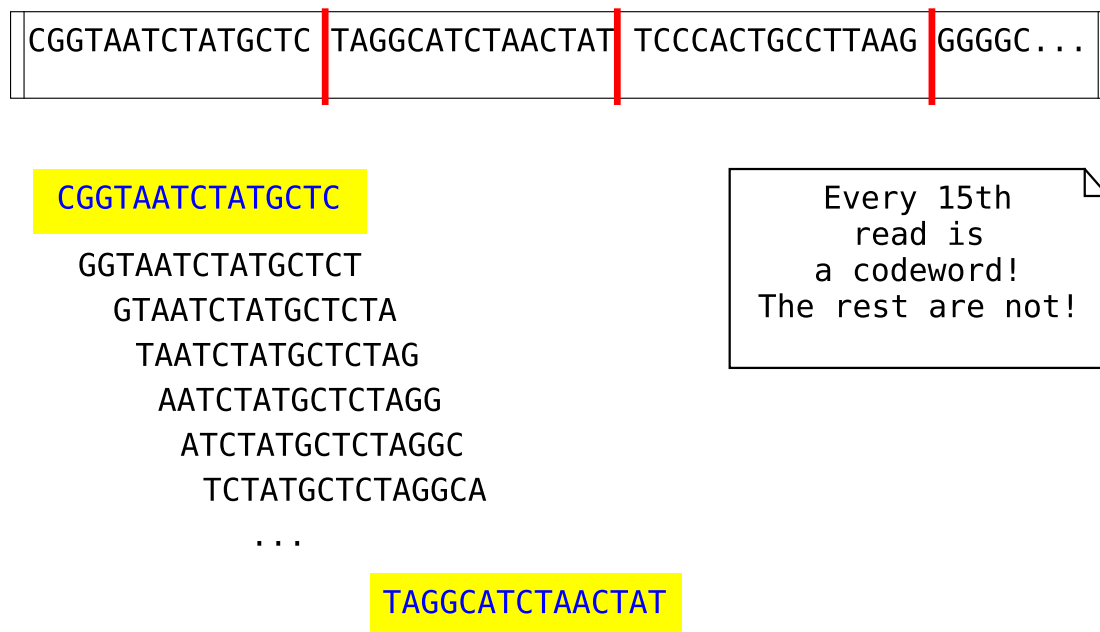 CGGTAATCTATGCTC TAGGCATCTAACTAT TCCCACTGCCTTAAG GGGGC...
CGGTAATCTATGCTC
GGTAATCTATGCTCT
GTAATCTATGCTCTA
TAATCTATGCTCTAG
AATCTATGCTCTAGG
ATCTATGCTCTAGGC
TCTATGCTCTAGGCA
...
TAGGCATCTAACTAT
Every 15th
read is
a codeword!
The rest are not!